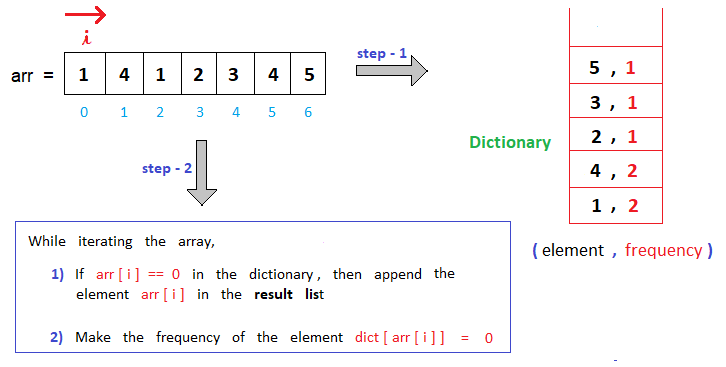 i
arr = 1 4 1 2 3 4 5
0 1 2 3 4 5 6
step - 1
Dictionary
5 , 1
3 , 1
2 , 1
4 , 2
1 , 2
( element , frequency )
step - 2
While iterating the array,
1) If arr [ i ] == 0 in the dictionary, then append the
element arr [ i ] in the result list
2) Make the frequency of the element dict [ arr [ i ] ] = 0